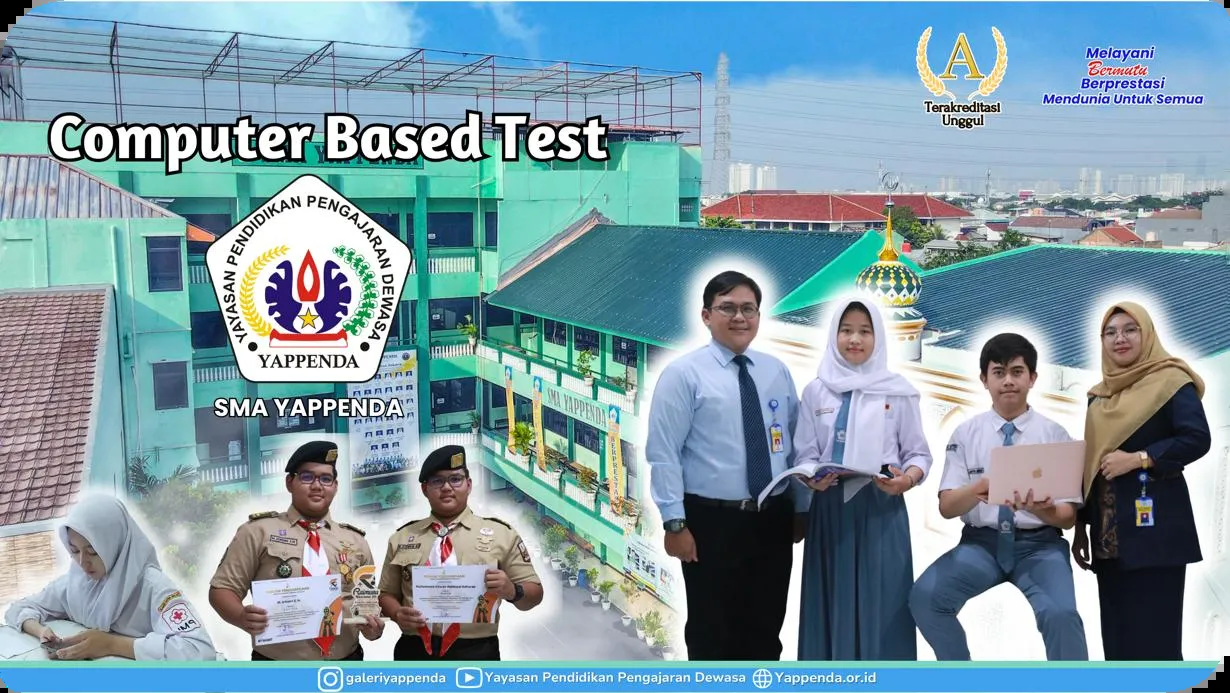 Computer Based Test
A
Terakreditasi
Unggul
Melayani
Bermutu
Berprestasi
Mendunia Untuk Semua
YAYASAN PENDIDIKAN PENGAJARAN DEWASA
YAPPENDA
SMA YAPPENDA
SMA YAPPENDA
PMI
galeriyappenda
Yayasan Pendidikan Pengajaran Dewasa
Yappenda.or.id